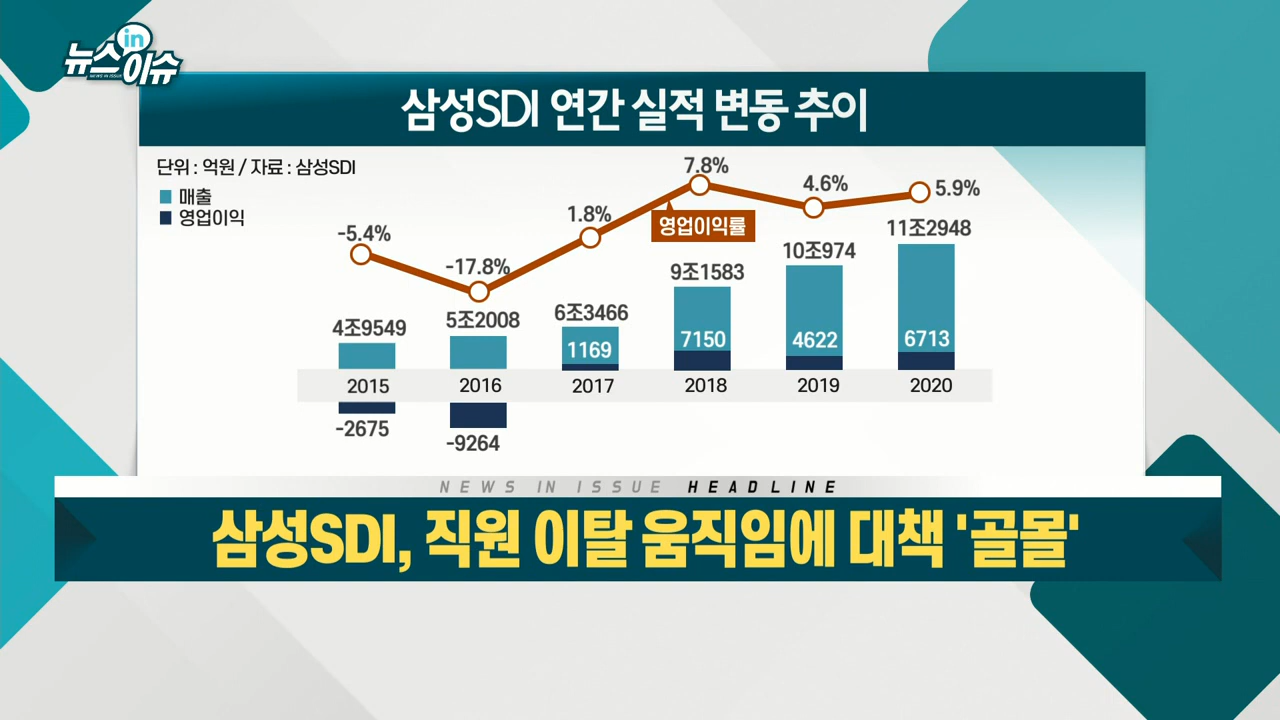 뉴스in이슈
NEWS IN ISSUE
삼성SDI 연간 실적 변동 추이
단위 : 억원 / 자료 : 삼성SDI
매출
영업이익
-5.4% -17.8% 1.8% 7.8% 4.6% 5.9%
영업이익률
4조9549 5조2008 6조3466 9조1583 10조974 11조2948
1169 7150 4622 6713
2015 2016 2017 2018 2019 2020
-2675 -9264
NEWS IN ISSUE HEADLINE
삼성SDI, 직원 이탈 움직임에 대책 '골몰'